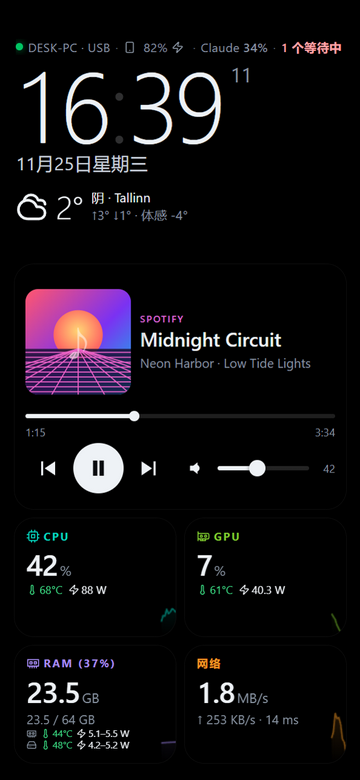 DESK-PC · USB · 82% · Claude 34% · 1 个等待中
16:39 11
11月25日星期三
2° 阴 · Tallinn
↑3° ↓1° · 体感 -4°
SPOTIFY
Midnight Circuit
Neon Harbor · Low Tide Lights
1:15 3:34
42
CPU
42%
68°C 88 W
GPU
7%
61°C 40.3 W
RAM (37%)
23.5 GB
23.5 / 64 GB
44°C 5.1–5.5 W
48°C 4.2–5.2 W
网络
1.8 MB/s
↑ 253 KB/s · 14 ms